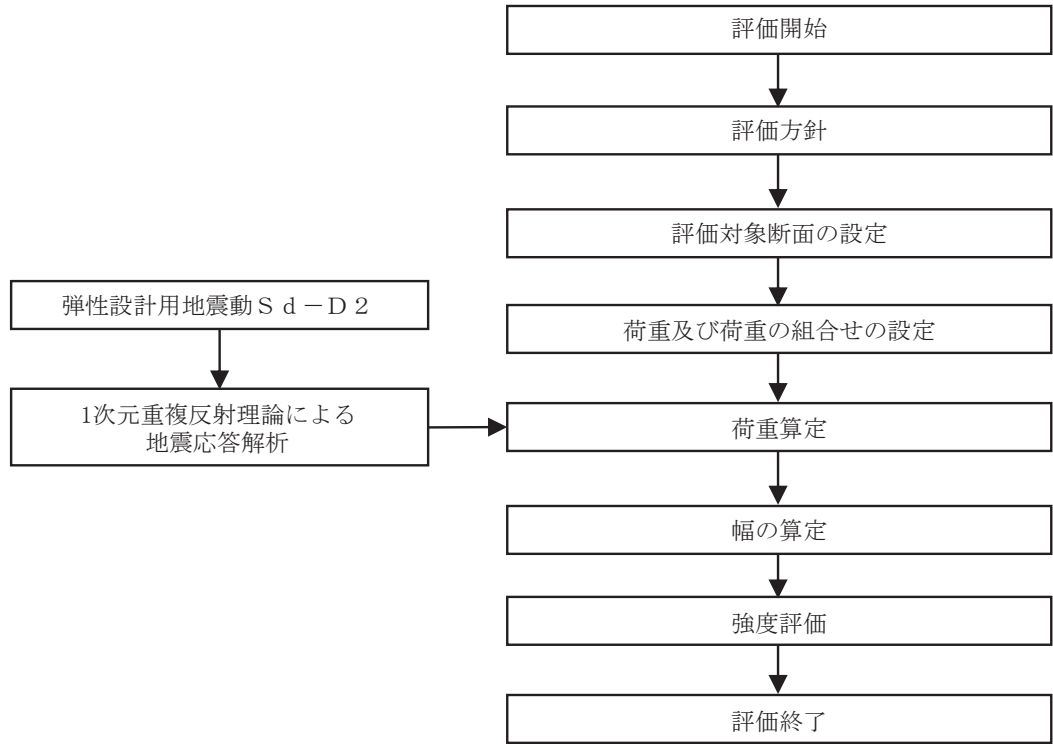 評価開始
評価方針
評価対象断面の設定
荷重及び荷重の組合せの設定
弾性設計用地震動Ｓｄ－Ｄ２
1次元重複反射理論による
地震応答解析
荷重算定
幅の算定
強度評価
評価終了